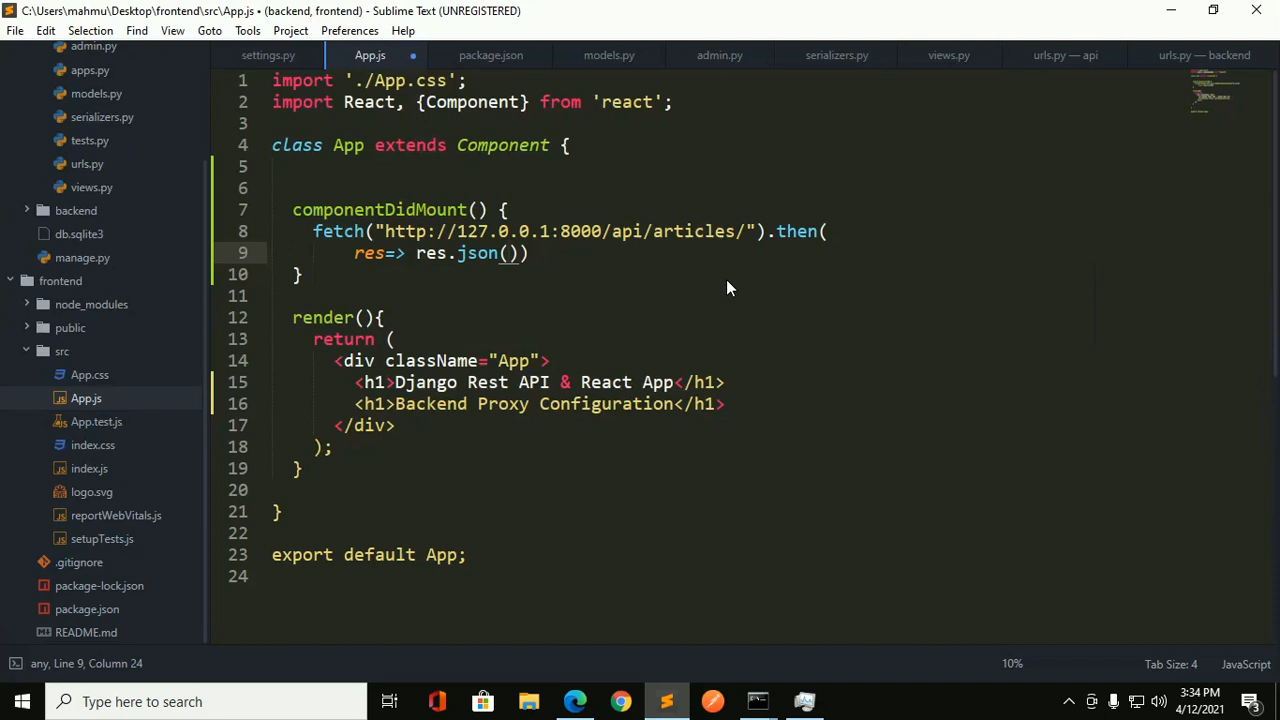 C:\Users\mahmu\Desktop\frontend\src\App.js • (backend, frontend) - Sublime Text (UNREGISTERED)
File Edit Selection Find View Goto Tools Project Preferences Help
settings.py App.js package.json models.py admin.py serializers.py views.py urls.py — api urls.py — backend
admin.py
apps.py
models.py
serializers.py
tests.py
urls.py
views.py
backend
db.sqlite3
manage.py
frontend
node_modules
public
src
App.css
App.js
App.test.js
index.css
index.js
logo.svg
reportWebVitals.js
setupTests.js
.gitignore
package-lock.json
package.json
README.md
1 import './App.css';
2 import React, {Component} from 'react';
3
4 class App extends Component {
5
6
7 componentDidMount() {
8 fetch("http://127.0.0.1:8000/api/articles/").then(
9 res=> res.json())
10 }
11
12 render(){
13 return (
14 <div className="App">
15 <h1>Django Rest API & React App</h1>
16 <h1>Backend Proxy Configuration</h1>
17 </div>
18 );
19 }
20
21 }
22
23 export default App;
24
any, Line 9, Column 24 10% Tab Size: 4 JavaScript
Type here to search
3:34 PM
4/12/2021
3